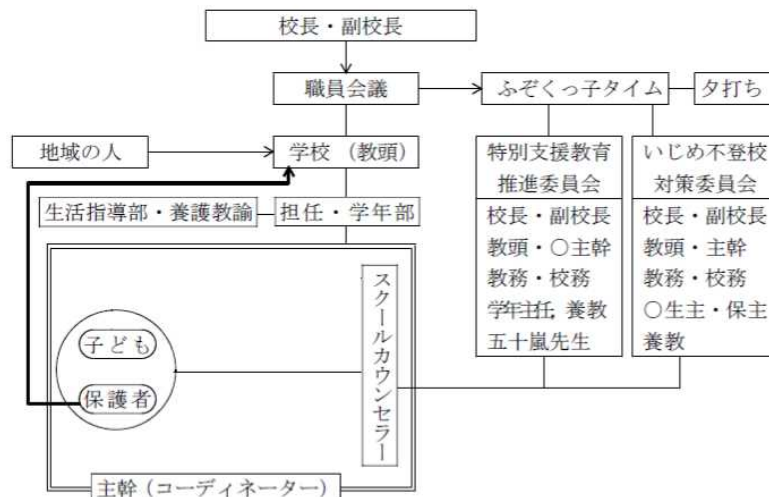 校長・副校長
職員会議
ふぞくっ子タイム
夕打ち
地域の人
学校 (教頭)
特別支援教育
推進委員会
校長・副校長
教頭・○主幹
教務・校務
学年主任, 養教
五十嵐先生
いじめ不登校
対策委員会
校長・副校長
教頭・主幹
教務・校務
○生主・保主
養教
生活指導部・養護教諭
担任・学年部
スクールカウンセラー
子ども
保護者
主幹(コーディネーター)